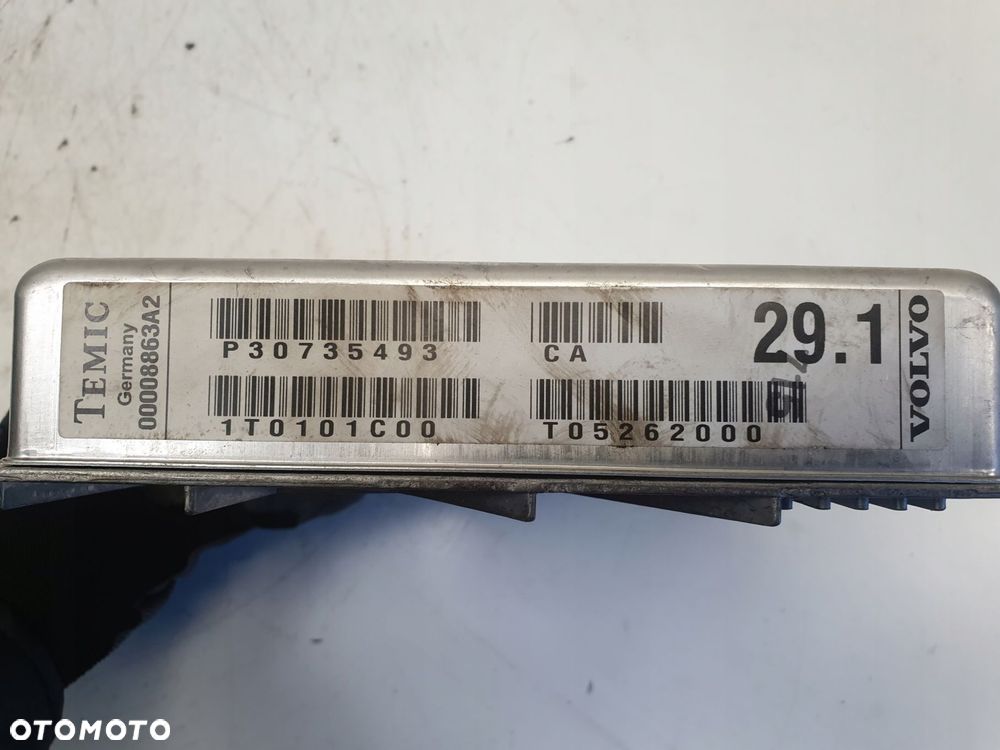 TEMIC
Germany
00008863A2
P30735493
CA
29.1
1T0101C00
T05262000
VOLVO
OTOMOTO